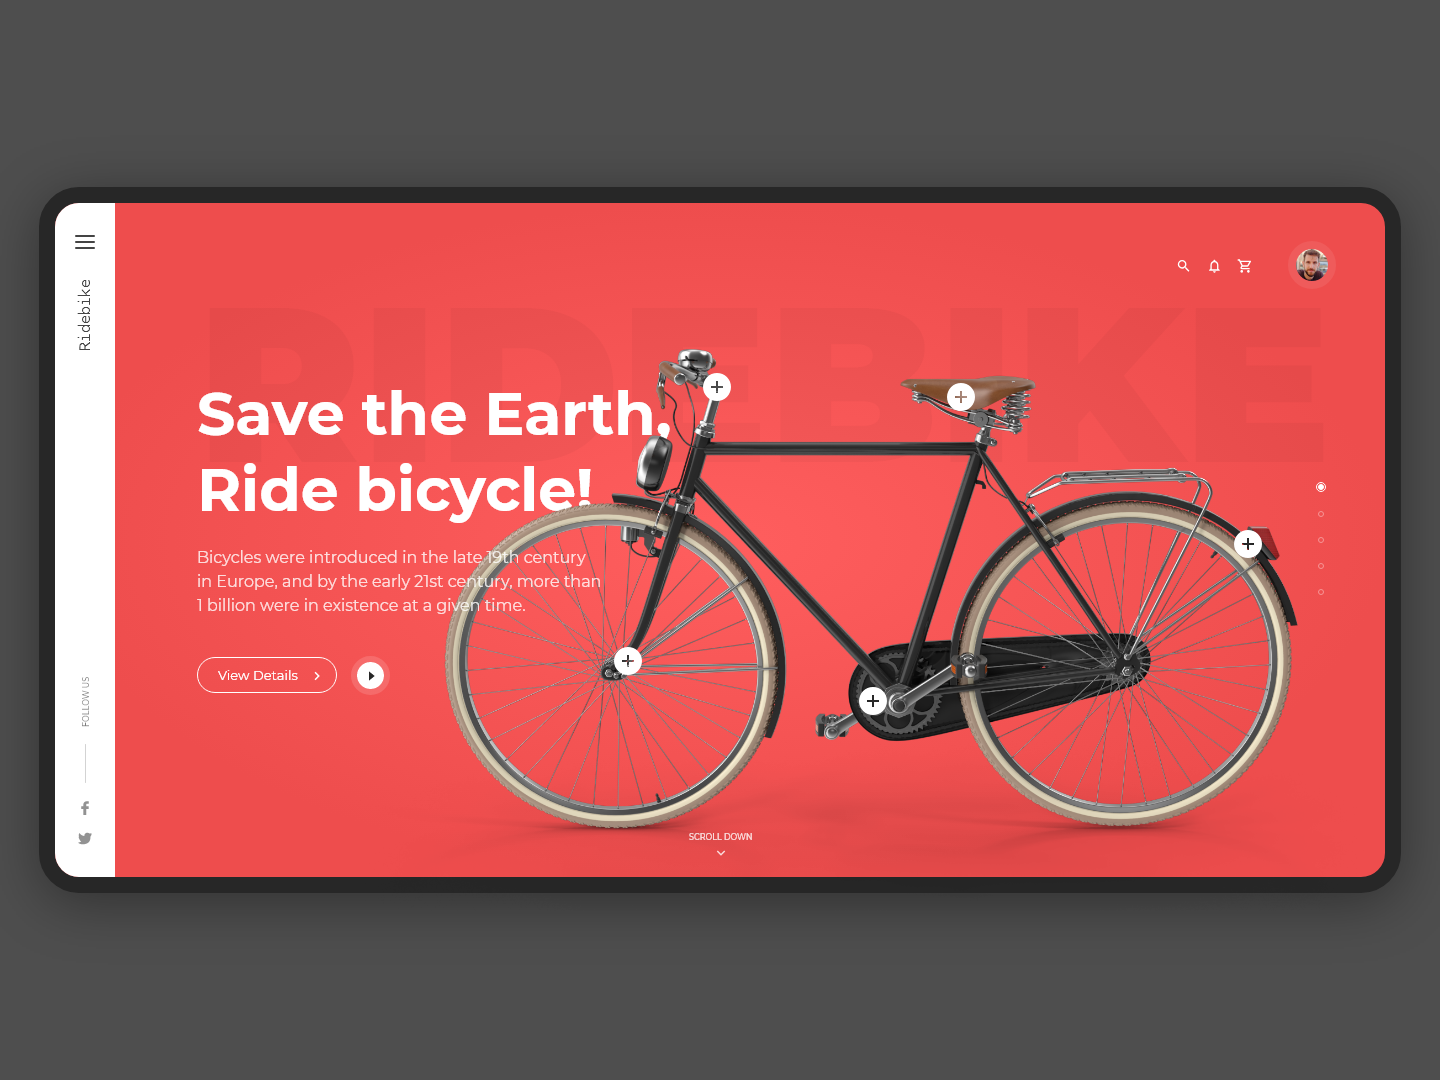 Ridebike
RIDEBIKE
Save the Earth,
Ride bicycle!
Bicycles were introduced in the late 19th century
in Europe, and by the early 21st century, more than
1 billion were in existence at a given time.
View Details
FOLLOW US
SCROLL DOWN